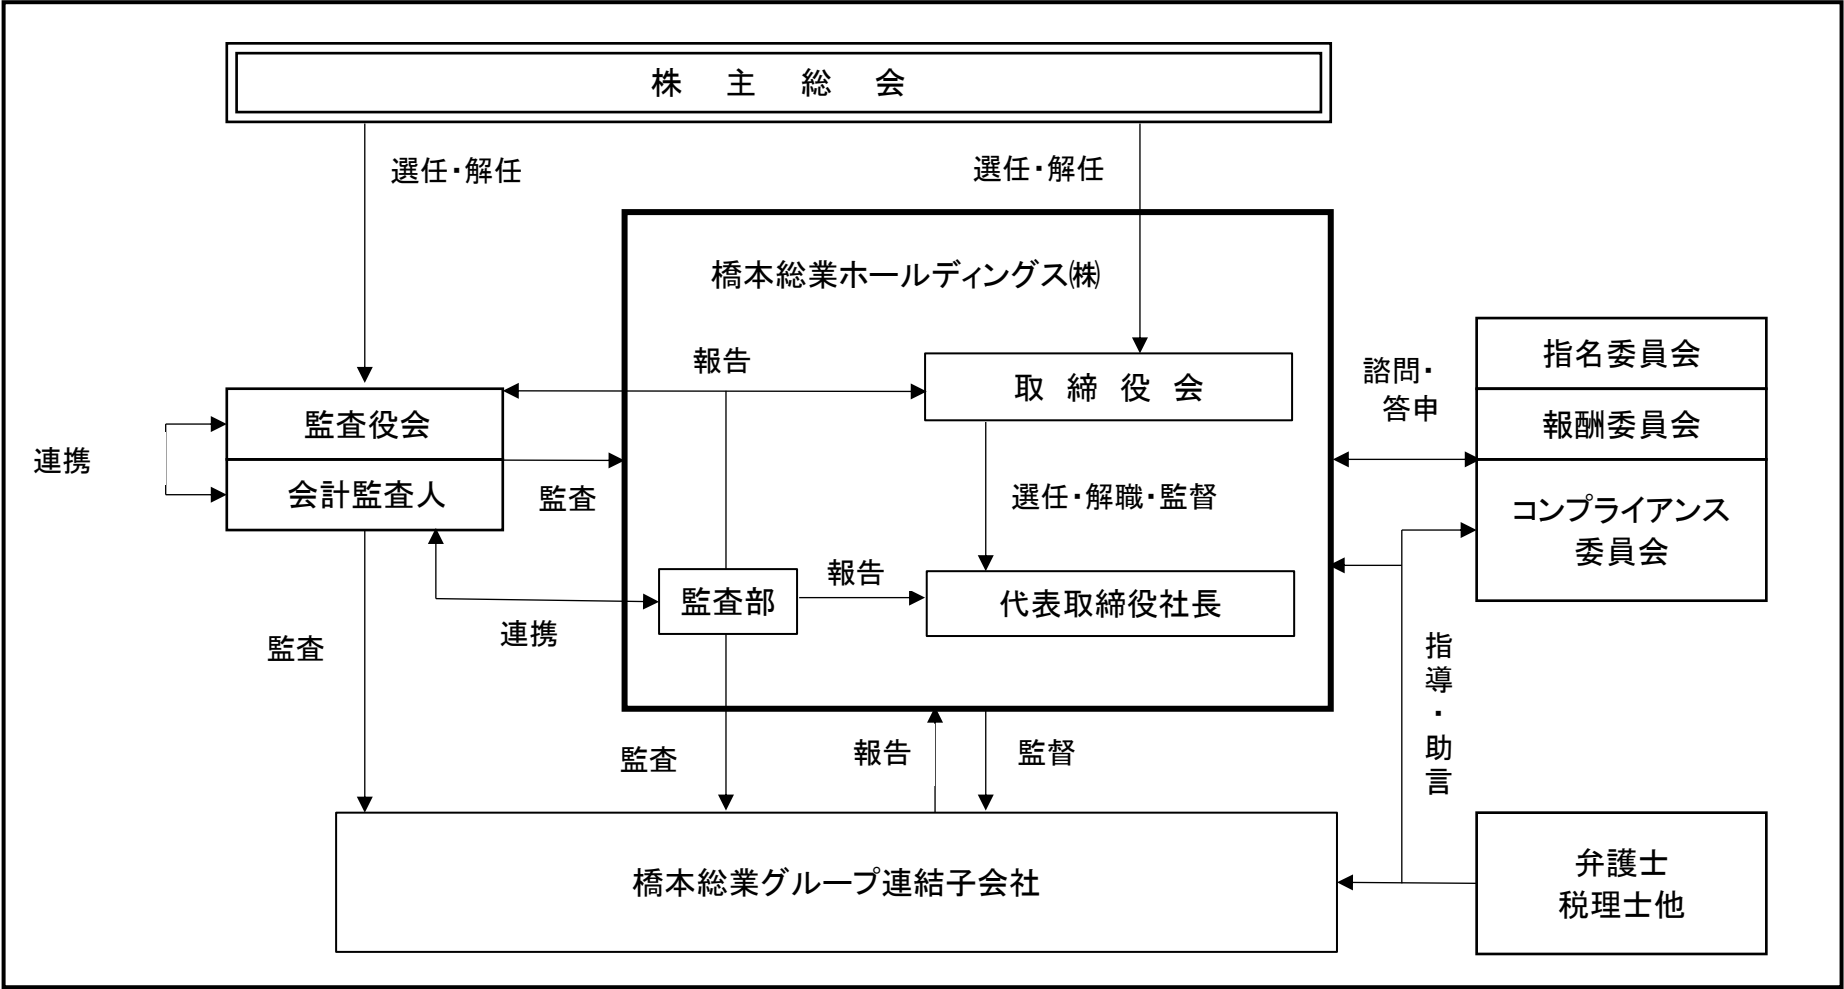 株 主 総 会
選任・解任
選任・解任
橋本総業ホールディングス㈱
報告
取 締 役 会
諮問・
答申
指名委員会
報酬委員会
コンプライアンス
委員会
監査役会
会計監査人
連携
監査
選任・解職・監督
監査部
報告
代表取締役社長
連携
監査
指導・助言
監査
報告
監督
橋本総業グループ連結子会社
弁護士
税理士他